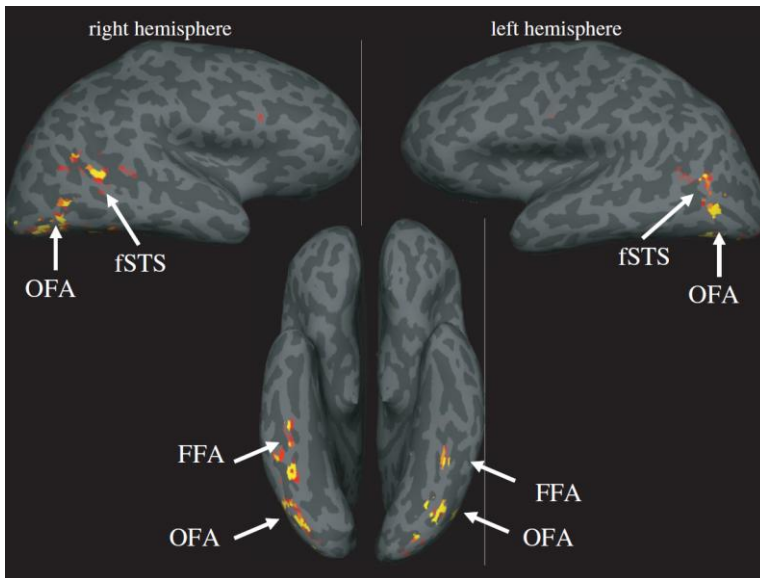 right hemisphere
left hemisphere
fSTS
OFA
fSTS
OFA
FFA
FFA
OFA
OFA